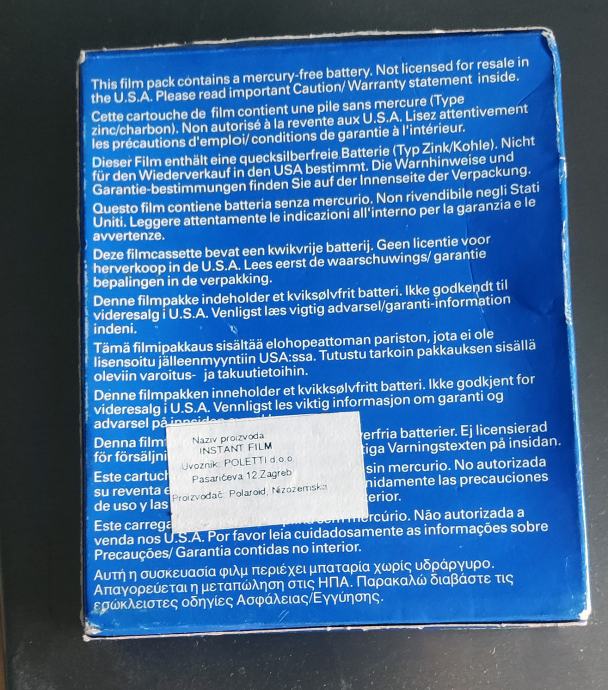 This film pack contains a mercury-free battery. Not licensed for resale in
the U.S.A. Please read important Caution/ Warranty statement inside.
Cette cartouche de film contient une pile sans mercure (Type
zinc/charbon). Non autorisé à la revente aux U.S.A. Lisez attentivement
les précautions d'emploi/ conditions de garantie à l'intérieur.
Dieser Film enthält eine quecksilberfreie Batterie (Typ Zink/Kohle). Nicht
für den Wiederverkauf in den USA bestimmt. Die Warnhinweise und
Garantie-bestimmungen finden Sie auf der Innenseite der Verpackung.
Questo film contiene batteria senza mercurio. Non rivendibile negli Stati
Uniti. Leggere attentamente le indicazioni all'interno per la garanzia e le
avvertenze.
Deze filmcassette bevat een kwikvrije batterij. Geen licentie voor
herverkoop in de U.S.A. Lees eerst de waarschuwings/ garantie
bepalingen in de verpakking.
Denne filmpakke indeholder et kviksølvfrit batteri. Ikke godkendt til
videresalg i U.S.A. Venligst læs vigtig advarsel/garanti-information
indeni.
Tämä filmipakkaus sisältää elohopeattoman pariston, jota ei ole
lisensoitu jälleenmyyntiin USA:ssa. Tutustu tarkoin pakkauksen sisällä
oleviin varoitus- ja takuutietoihin.
Denne filmpakken inneholder et kvikksølvfritt batteri. Ikke godkjent for
videresalg i U.S.A. Vennligst les viktig informasjon om garanti og
advarsel på
Denna film erfria batterier. Ej licensierad
för försäljni tiga Varningstexten på insidan.
Naziv proizvoda
INSTANT FILM
Uvoznik: POLETTI d.o.o.
Pasarićeva 12.Zagreb
Proizvođač: Polaroid, Nizozemska
Este cartuch sin mercurio. No autorizada
su reventa e nidamente las precauciones
de uso y las terior.
Este carrega mercúrio. Não autorizada a
venda nos U.S.A. Por favor leia cuidadosamente as informações sobre
Precauções/ Garantia contidas no interior.
Αυτή η συσκευασία φιλμ περιέχει μπαταρία χωρίς υδράργυρο.
Απαγορεύεται η μεταπώληση στις ΗΠΑ. Παρακαλώ διαβάστε τις
εσώκλειστες οδηγίες Ασφάλειας/Εγγύησης.